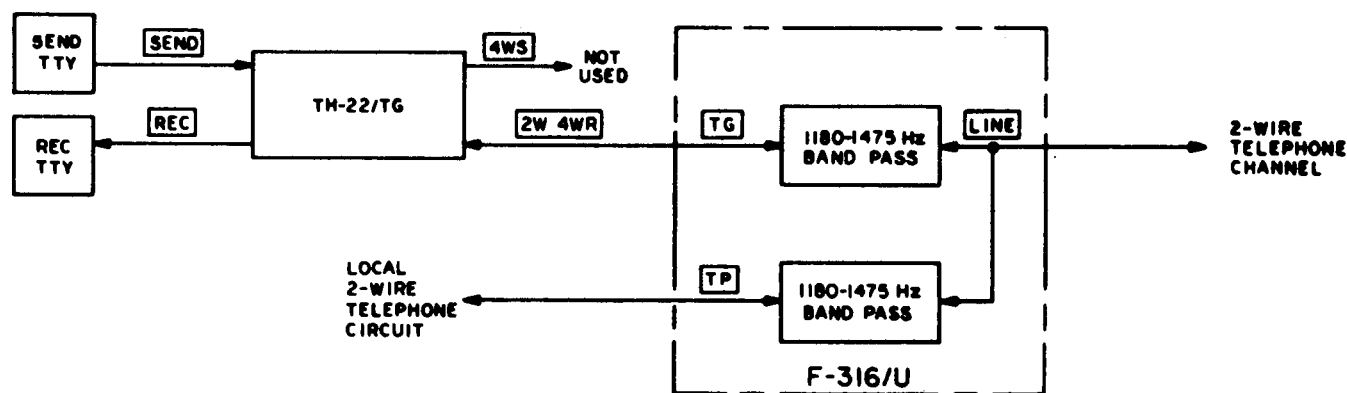 SEND
TTY
SEND
TH-22/TG
4WS
NOT
USED
REC
TTY
REC
2W 4WR
TG
1180-1475 Hz
BAND PASS
LINE
2-WIRE
TELEPHONE
CHANNEL
LOCAL
2-WIRE
TELEPHONE
CIRCUIT
TP
1180-1475 Hz
BAND PASS
F-316/U